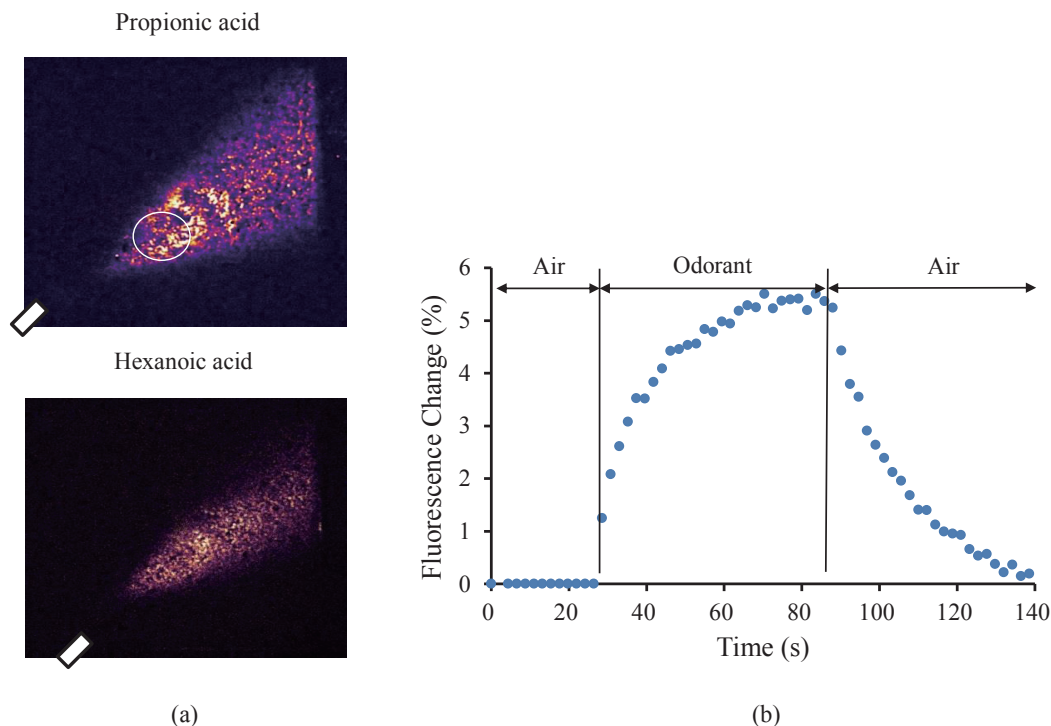 Propionic acid
Hexanoic acid
(a)
Fluorescence Change (%)
6
5
4
3
2
1
0
Air
Odorant
Air
0
20
40
60
80
100
120
140
Time (s)
(b)